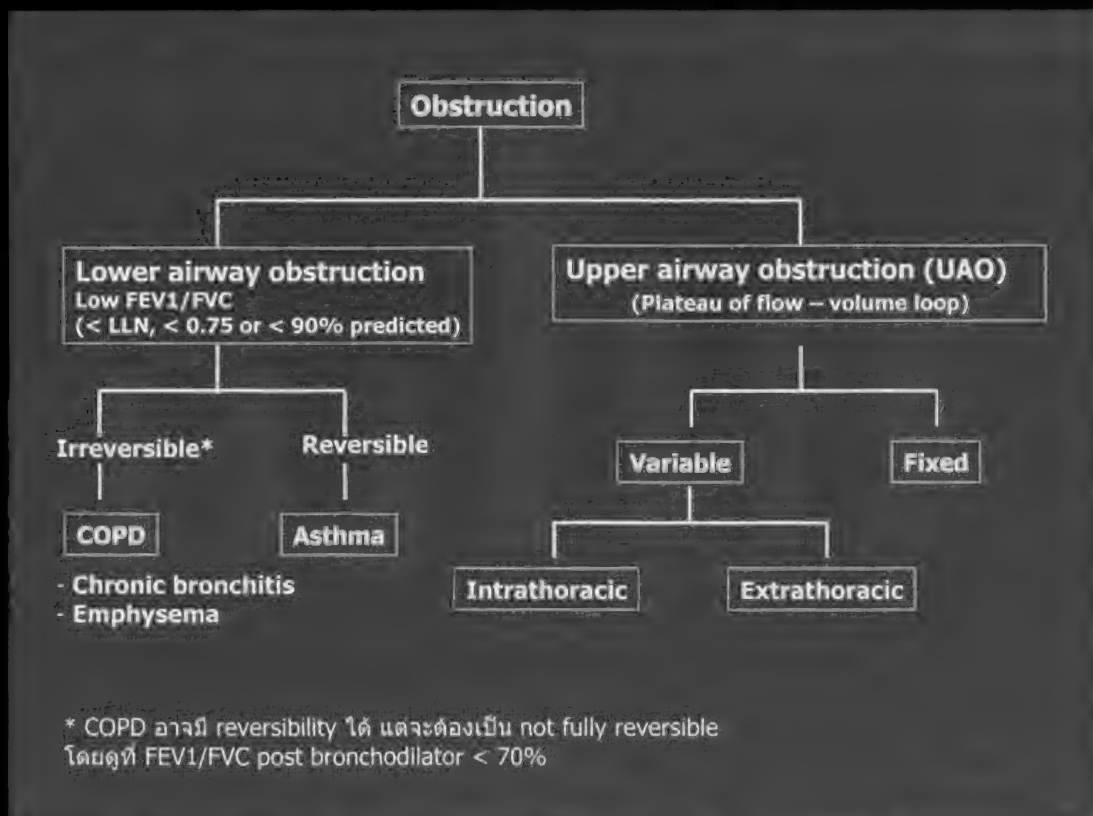 Obstruction
Lower airway obstruction
Low FEV1/FVC
(< LLN, < 0.75 or < 90% predicted)
Upper airway obstruction (UAO)
(Plateau of flow – volume loop)
Irreversible*
Reversible
Variable
Fixed
COPD
Asthma
- Chronic bronchitis
- Emphysema
Intrathoracic
Extrathoracic
* COPD อาจมี reversibility ได้ แต่จะต้องเป็น not fully reversible
โดยดูที่ FEV1/FVC post bronchodilator < 70%